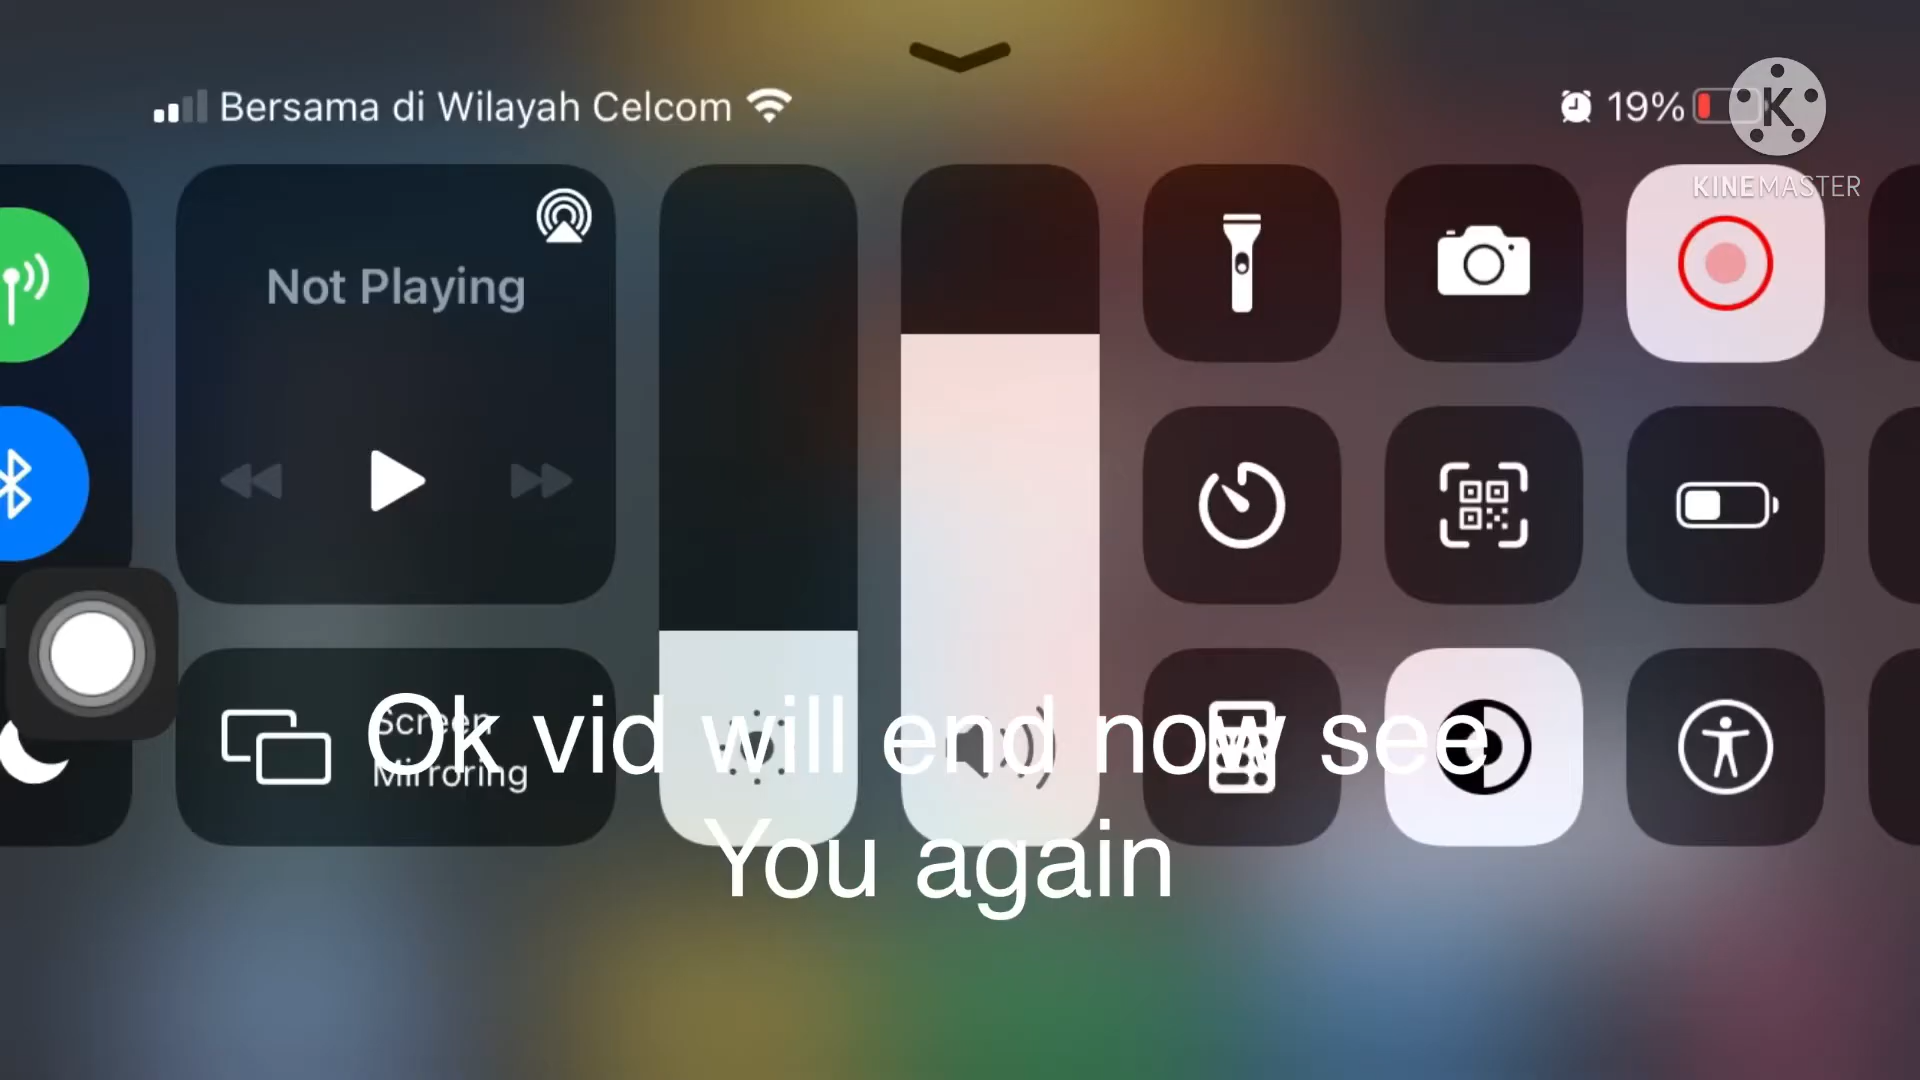 Bersama di Wilayah Celcom
19%
K
KINEMASTER
Not Playing
Screen
Mirroring
Ok vid will end now see
You again